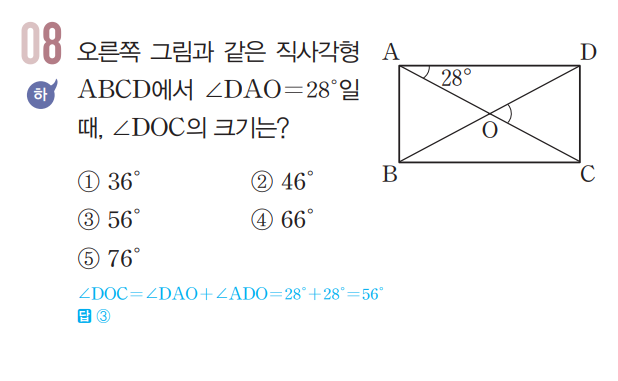 08
하
오른쪽 그림과 같은 직사각형
ABCD에서 ∠DAO=28°일
때, ∠DOC의 크기는?
① 36° ② 46°
③ 56° ④ 66°
⑤ 76°
∠DOC=∠DAO+∠ADO=28°+28°=56°
답 ③
A D
28°
O
B C